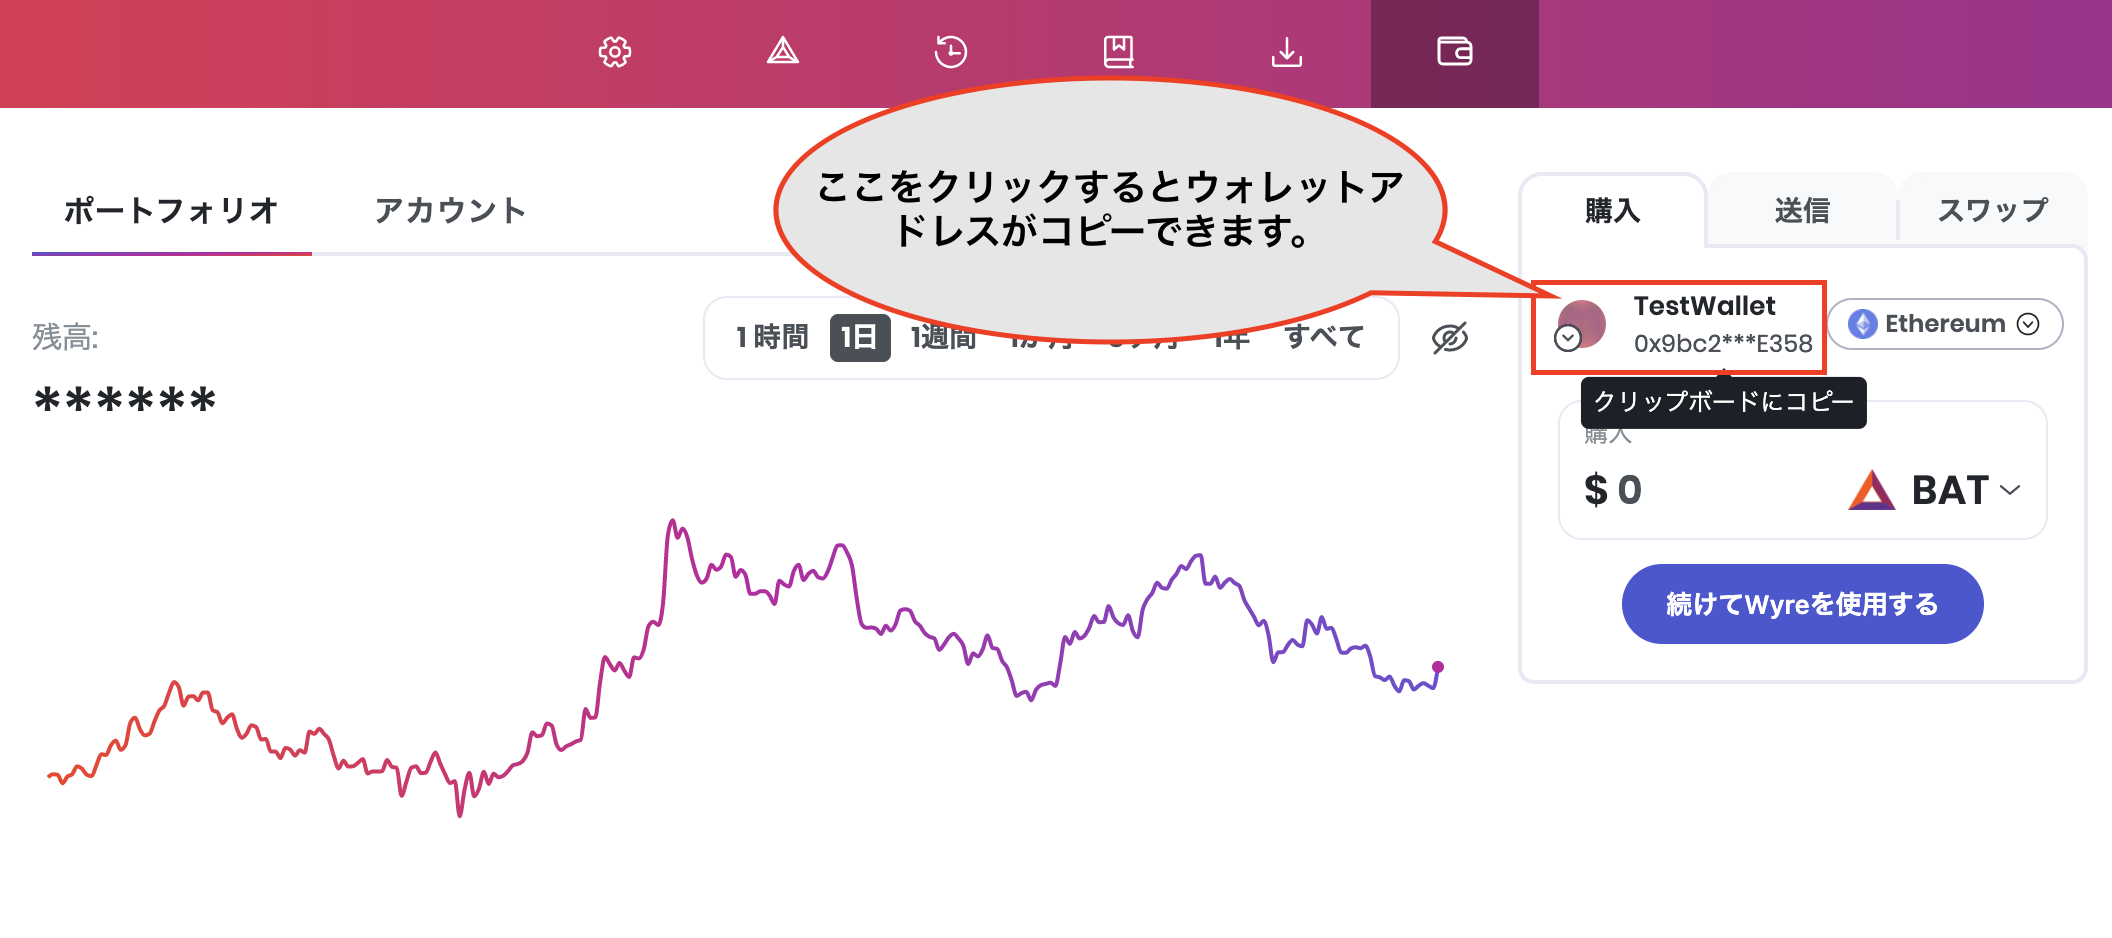 ここをクリックするとウォレットア
ドレスがコピーできます。
ポートフォリオ
アカウント
残高:
******
1時間
1日
1週間
すべて
購入
送信
スワップ
TestWallet
0x9bc2***E358
Ethereum
クリップボードにコピー
購入
$ 0
BAT
続けてWyreを使用する